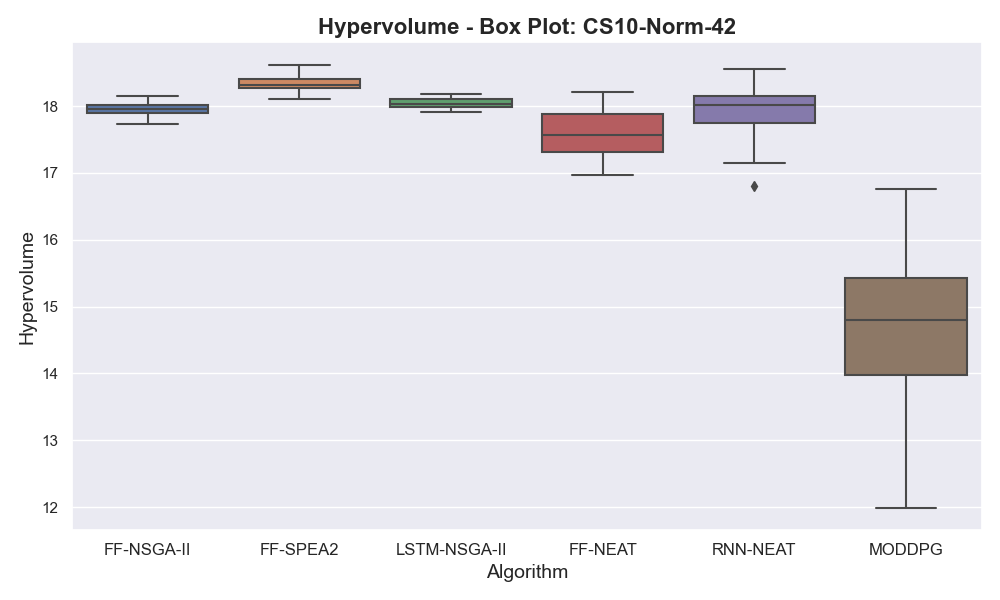 Hypervolume - Box Plot: CS10-Norm-42
Hypervolume
18
17
16
15
14
13
12
FF-NSGA-II
FF-SPEA2
LSTM-NSGA-II
FF-NEAT
RNN-NEAT
MODDPG
Algorithm